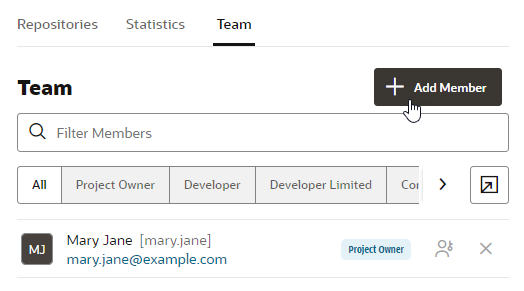 Repositories Statistics Team
Team
Add Member
Filter Members
All Project Owner Developer Developer Limited Co
MJ
Mary Jane [mary.jane]
mary.jane@example.com
Project Owner